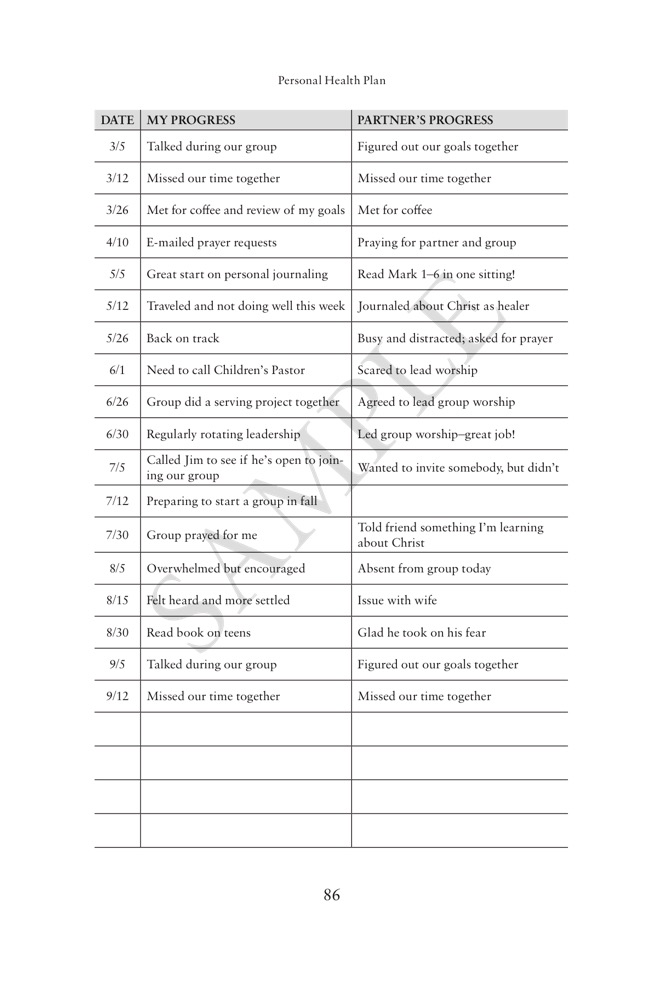 Personal Health Plan
DATE MY PROGRESS PARTNER'S PROGRESS
3/5 Talked during our group Figured out our goals together
3/12 Missed our time together Missed our time together
3/26 Met for coffee and review of my goals Met for coffee
4/10 E-mailed prayer requests Praying for partner and group
5/5 Great start on personal journaling Read Mark 1–6 in one sitting!
5/12 Traveled and not doing well this week Journaled about Christ as healer
5/26 Back on track Busy and distracted; asked for prayer
6/1 Need to call Children's Pastor Scared to lead worship
6/26 Group did a serving project together Agreed to lead group worship
6/30 Regularly rotating leadership Led group worship–great job!
7/5 Called Jim to see if he's open to join-
ing our group Wanted to invite somebody, but didn't
7/12 Preparing to start a group in fall
7/30 Group prayed for me Told friend something I'm learning
about Christ
8/5 Overwhelmed but encouraged Absent from group today
8/15 Felt heard and more settled Issue with wife
8/30 Read book on teens Glad he took on his fear
9/5 Talked during our group Figured out our goals together
9/12 Missed our time together Missed our time together
SAMPLE
86